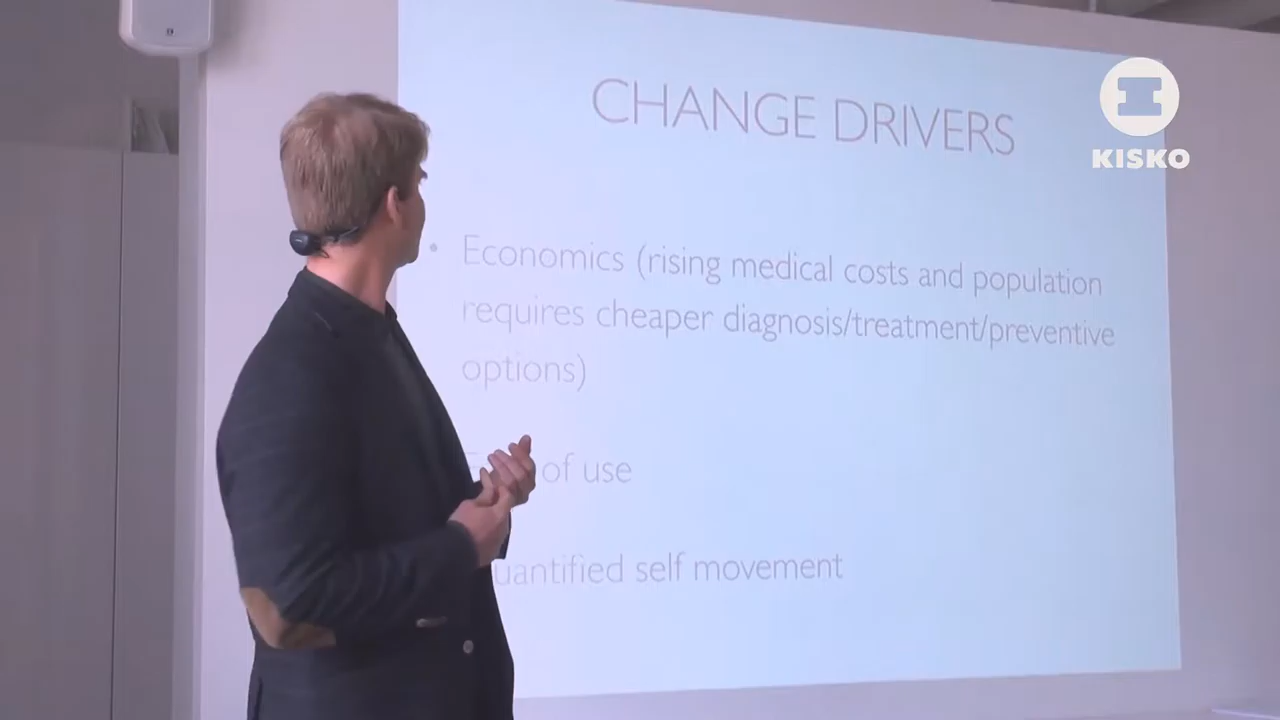 CHANGE DRIVERS
KISKO
• Economics (rising medical costs and population
requires cheaper diagnosis/treatment/preventive
options)
of use
uantified self movement